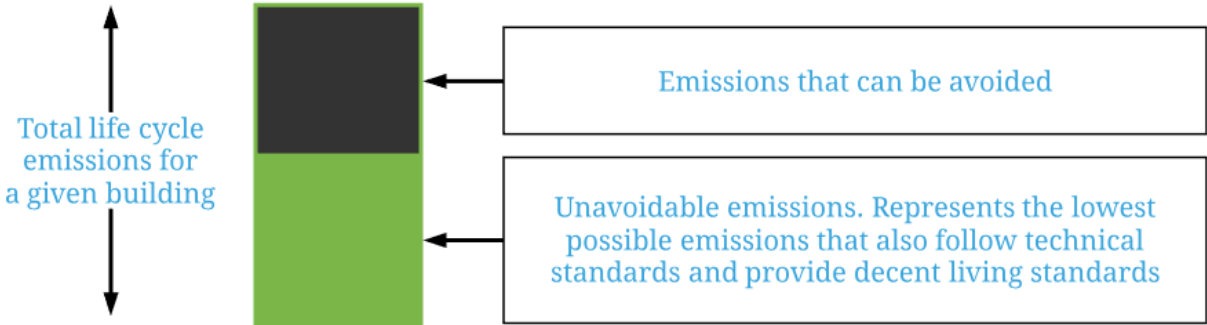 Total life cycle
emissions for
a given building
Emissions that can be avoided
Unavoidable emissions. Represents the lowest
possible emissions that also follow technical
standards and provide decent living standards